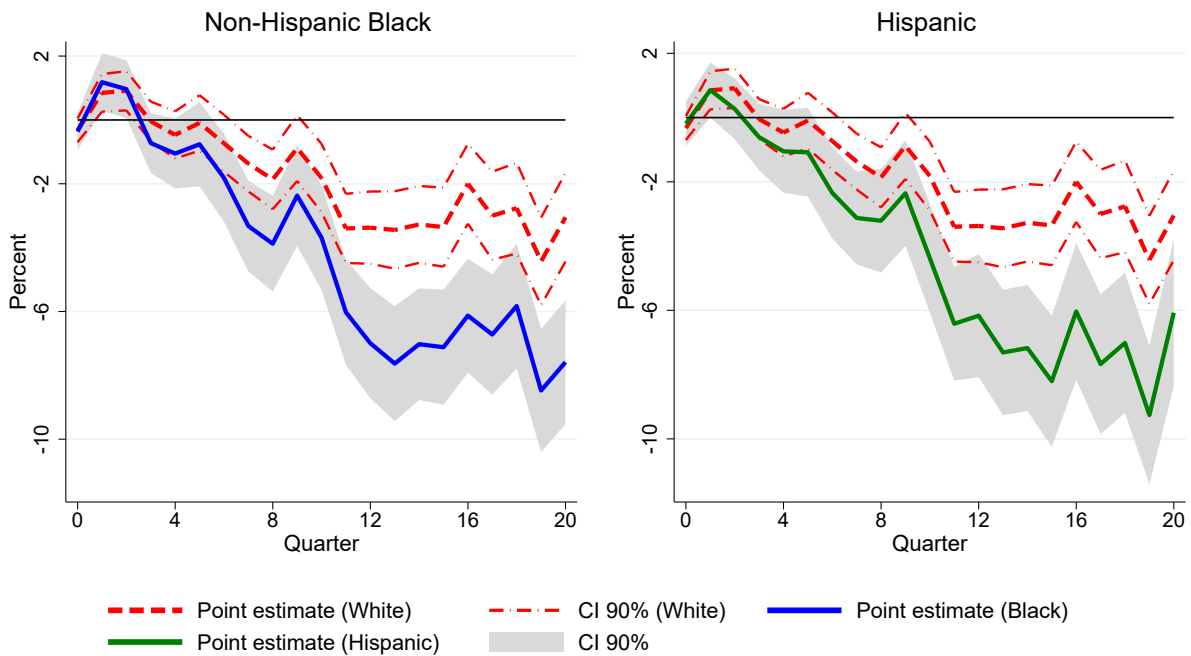 Non-Hispanic Black
Percent
2
-2
-6
-10
0 4 8 12 16 20
Quarter
Hispanic
Percent
2
-2
-6
-10
0 4 8 12 16 20
Quarter
Point estimate (White) CI 90% (White) Point estimate (Black)
Point estimate (Hispanic) CI 90%